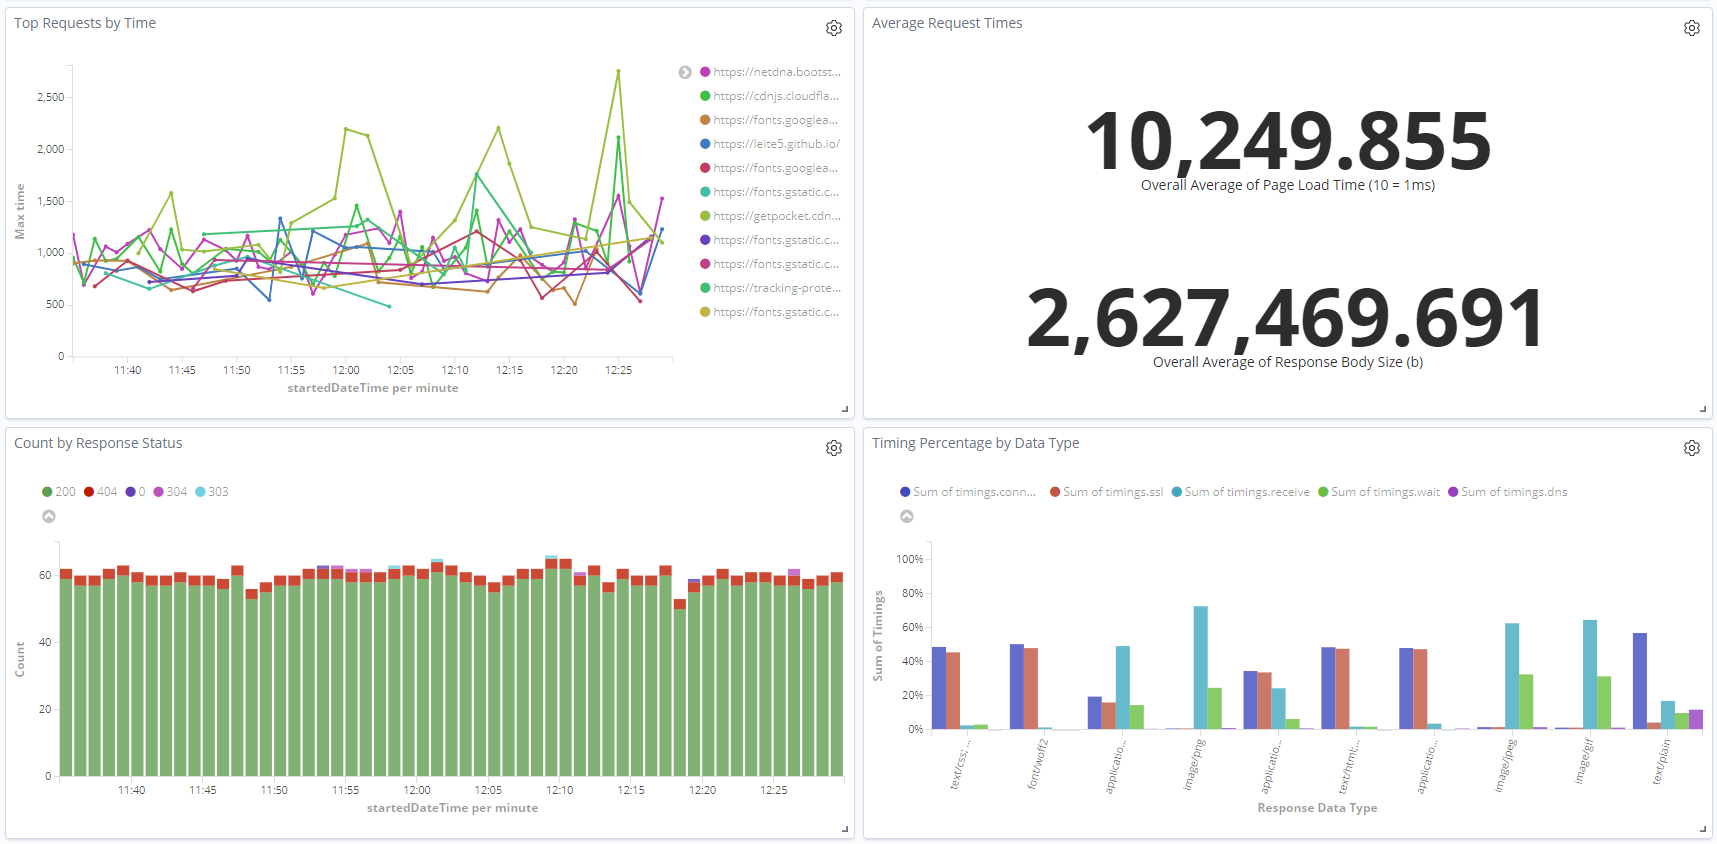 Top Requests by Time
Max time
2,500
2,000
1,500
1,000
500
0
11:40 11:45 11:50 11:55 12:00 12:05 12:10 12:15 12:20 12:25
startedDateTime per minute
https://netdna.bootst...
https://cdnjs.cloudfla...
https://fonts.googlea...
https://leite5.github.io/
https://fonts.googlea...
https://fonts.gstatic.c...
https://getpocket.cdn...
https://fonts.gstatic.c...
https://fonts.gstatic.c...
https://tracking-prote...
https://fonts.gstatic.c...
Average Request Times
10,249.855
Overall Average of Page Load Time (10 = 1ms)
2,627,469.691
Overall Average of Response Body Size (b)
Count by Response Status
200 404 0 304 303
Count
60
40
20
0
11:40 11:45 11:50 11:55 12:00 12:05 12:10 12:15 12:20 12:25
startedDateTime per minute
Timing Percentage by Data Type
Sum of timings.conn... Sum of timings.ssl Sum of timings.receive Sum of timings.wait Sum of timings.dns
Sum of Timings
100%
80%
60%
40%
20%
0%
text/css; ...
font/woff2
applicatio...
image/png
applicatio...
text/html;...
applicatio...
image/jpeg
image/gif
text/plain
Response Data Type